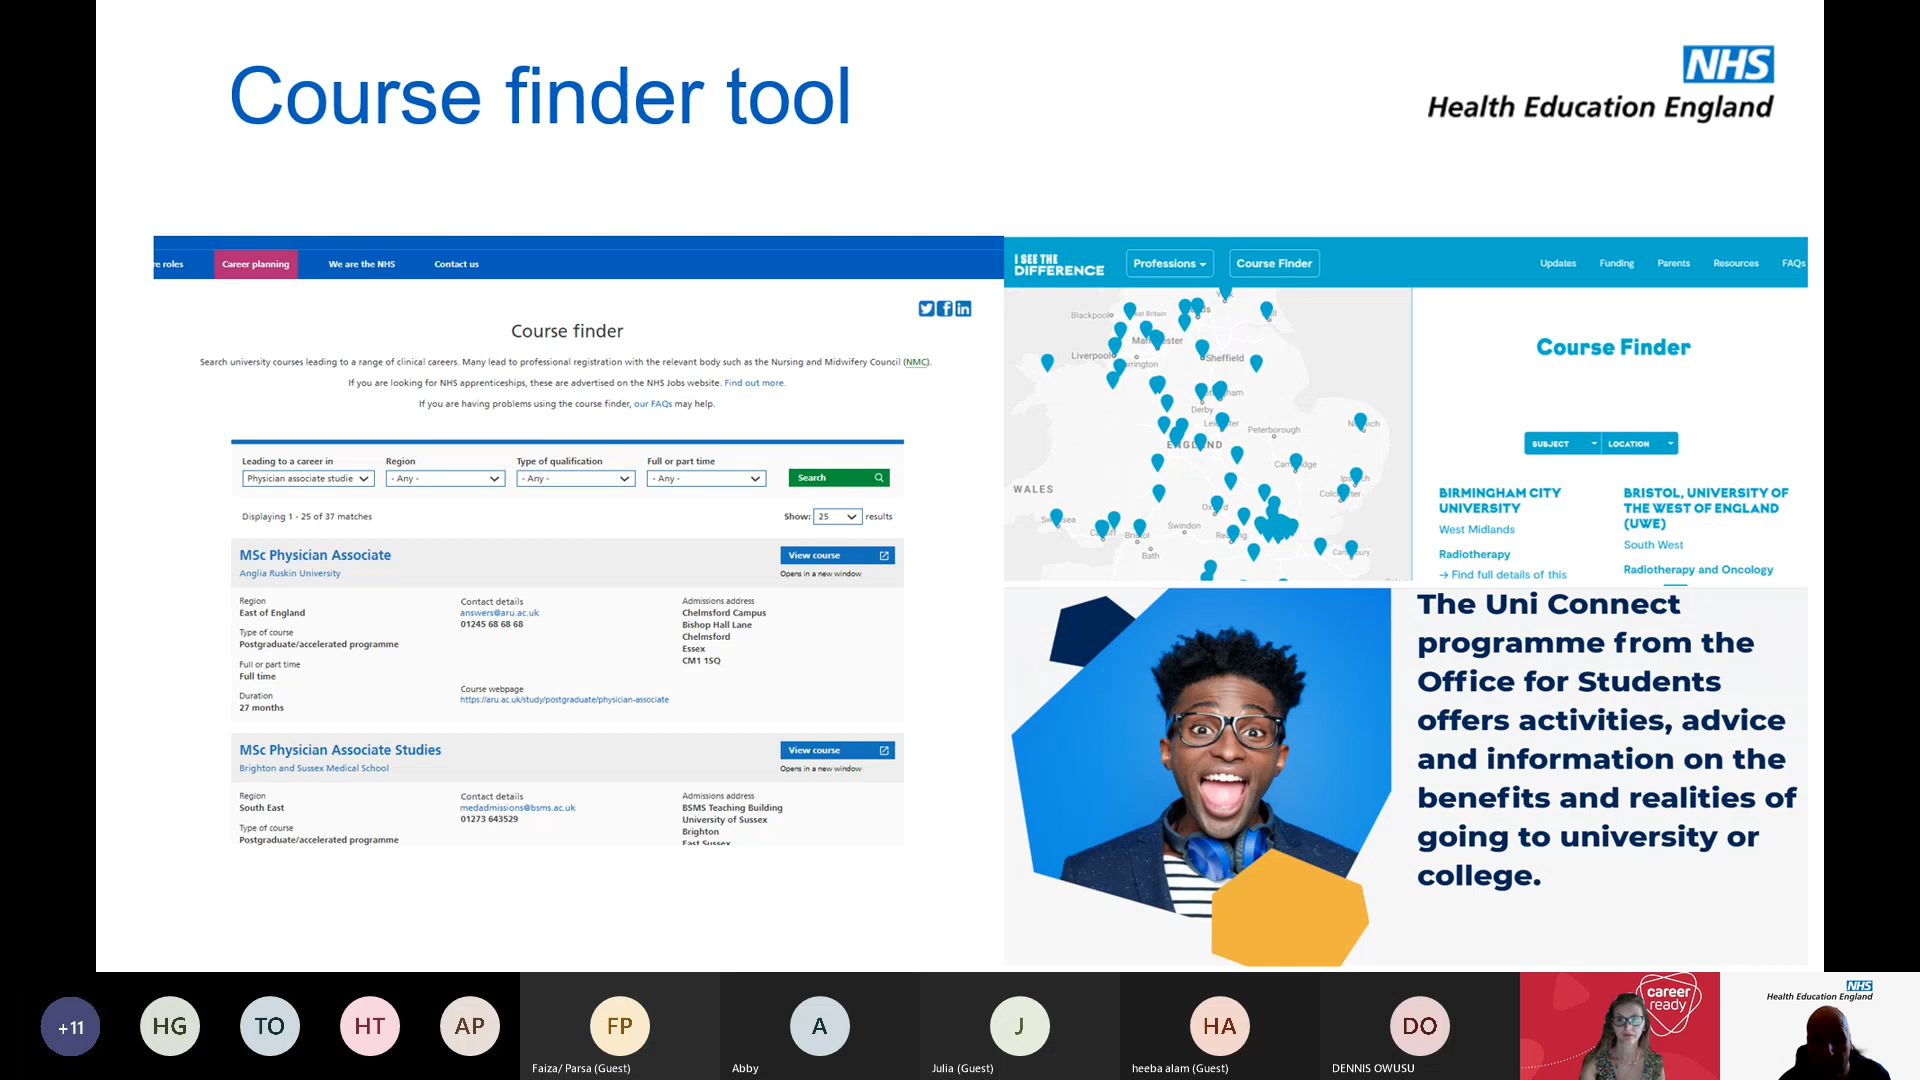 Course finder tool
NHS
Health Education England
re roles
Career planning
We are the NHS
Contact us
Course finder
Search university courses leading to a range of clinical careers. Many lead to professional registration with the relevant body such as the Nursing and Midwifery Council (NMC).
If you are looking for NHS apprenticeships, these are advertised on the NHS Jobs website. Find out more.
If you are having problems using the course finder, our FAQs may help.
Leading to a career in
Region
Type of qualification
Full or part time
Physician associate studie
- Any -
- Any -
- Any -
Search
Displaying 1 - 25 of 37 matches
Show: 25 results
MSc Physician Associate
View course
Anglia Ruskin University
Opens in a new window
Region
East of England
Type of course
Postgraduate/accelerated programme
Full or part time
Full time
Duration
27 months
Contact details
answers@aru.ac.uk
01245 68 68 68
Course webpage
https://aru.ac.uk/study/postgraduate/physician-associate
Admissions address
Chelmsford Campus
Bishop Hall Lane
Chelmsford
Essex
CM1 1SQ
MSc Physician Associate Studies
View course
Brighton and Sussex Medical School
Opens in a new window
Region
South East
Type of course
Postgraduate/accelerated programme
Contact details
medadmissions@bsms.ac.uk
01273 643529
Admissions address
BSMS Teaching Building
University of Sussex
Brighton
East Sussex
I SEE THE
DIFFERENCE
Professions
Course Finder
Updates
Funding
Parents
Resources
FAQs
Blackpool
Liverpool
Sheffield
Derby
Peterborough
ENGLAND
WALES
Swindon
Bath
Course Finder
SUBJECT
LOCATION
BIRMINGHAM CITY
UNIVERSITY
West Midlands
Radiotherapy
→ Find full details of this
BRISTOL, UNIVERSITY OF
THE WEST OF ENGLAND
(UWE)
South West
Radiotherapy and Oncology
The Uni Connect
programme from the
Office for Students
offers activities, advice
and information on the
benefits and realities of
going to university or
college.
+11
HG
TO
HT
AP
FP
Faiza/ Parsa (Guest)
A
Abby
J
Julia (Guest)
HA
heeba alam (Guest)
DO
DENNIS OWUSU
career
ready
NHS
Health Education England